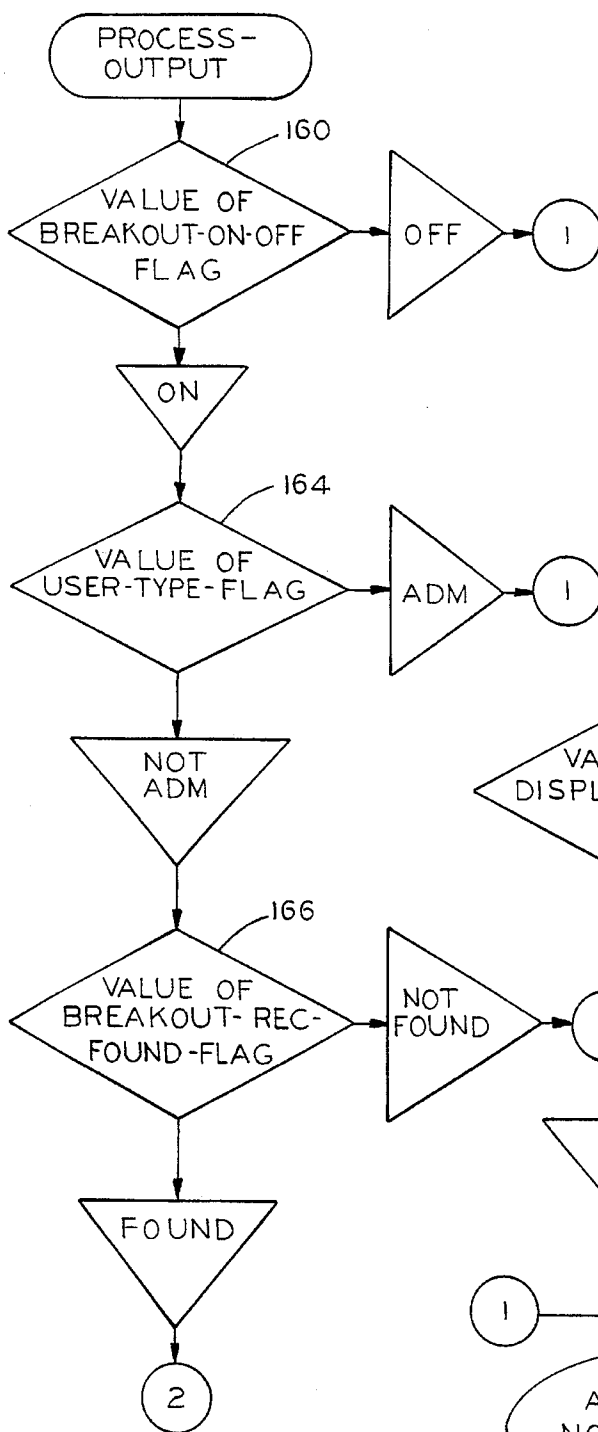 PROCESS-
OUTPUT
160
VALUE OF
BREAKOUT-ON-OFF
FLAG
OFF
1
ON
164
VALUE OF
USER-TYPE-FLAG
ADM
1
NOT
ADM
166
VALUE OF
BREAKOUT-REC-
FOUND-FLAG
NOT
FOUND
FOUND
2
1